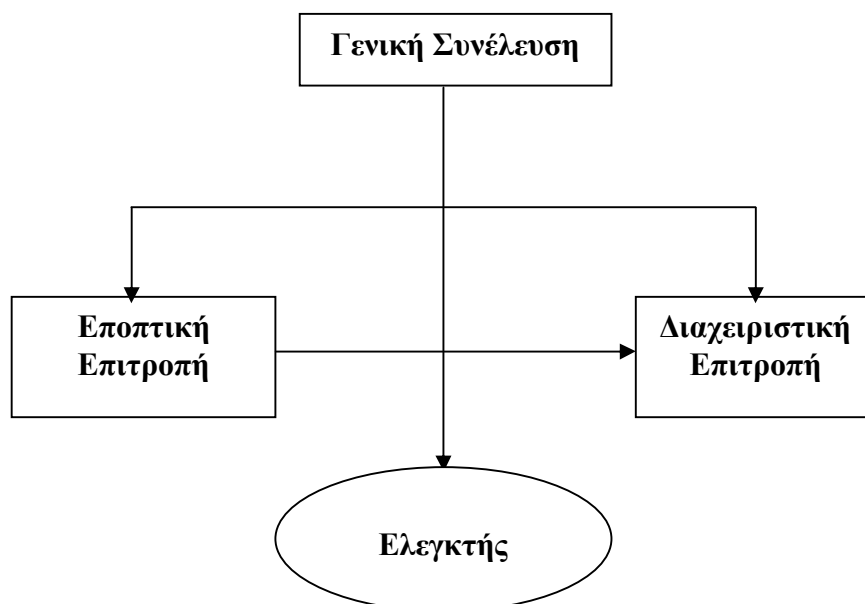 Γενική Συνέλευση
Εποπτική
Επιτροπή
Διαχειριστική
Επιτροπή
Ελεγκτής